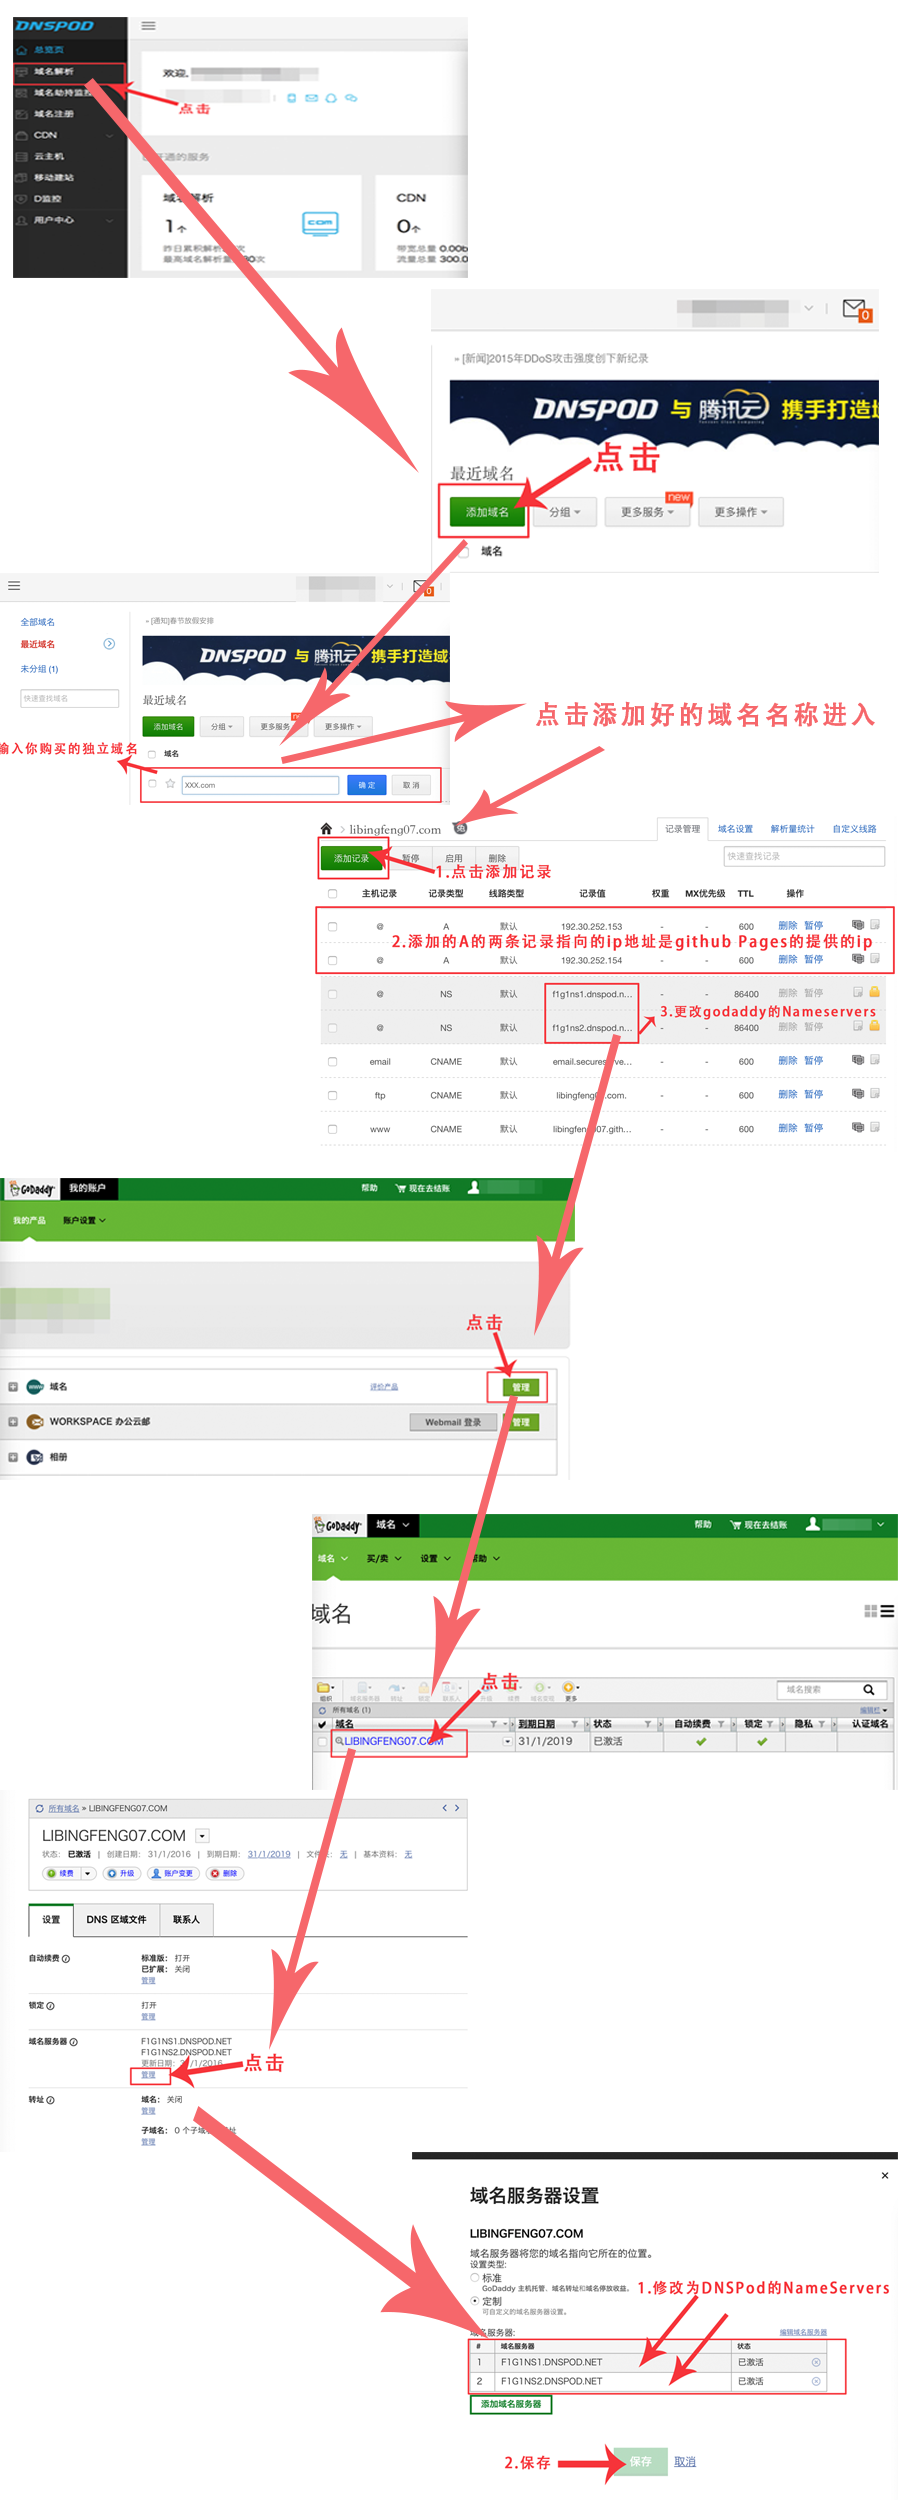 DNSPOD
总览页
域名解析
域名劫持监控
域名注册
CDN
云主机
移动建站
D监控
用户中心
欢迎,
点击
通的服务
域名解析
1个
CDN
0个
带宽总量 0.00b
流量总量 300.0
0
» [新闻]2015年DDoS攻击强度创下新纪录
DNSPOD 与 腾讯云 携手打造域
Tencent Cloud Computing
点击
最近域名
添加域名
分组
更多服务
new
更多操作
域名
0
全部域名
最近域名
未分组 (1)
快速查找域名
» [通知]春节放假安排
DNSPOD 与 腾讯云 携手打造域
最近域名
添加域名
分组
更多服务
更多操作
域名
输入你购买的独立域名
XXX.com
确 定
取 消
点击添加好的域名名称进入
libingfeng07.com
记录管理 域名设置 解析量统计 自定义线路
添加记录 暂停 启用 删除
快速查找记录
1.点击添加记录
主机记录 记录类型 线路类型 记录值 权重 MX优先级 TTL 操作
@ A 默认 192.30.252.153 - - 600 删除 暂停
2.添加的A的两条记录指向的ip地址是github Pages的提供的ip
@ A 默认 192.30.252.154 - - 600 删除 暂停
@ NS 默认 f1g1ns1.dnspod.n... - - 86400 删除 暂停
3.更改godaddy的Nameservers
@ NS 默认 f1g1ns2.dnspod.n... - - 86400 删除 暂停
email CNAME 默认 - - 600 删除 暂停
ftp CNAME 默认 - - 600 删除 暂停
www CNAME 默认 - - 600 删除 暂停
GoDaddy 我的账户 帮助 现在去结账
我的产品 账户设置
点击
www 域名 评价产品 管理
WORKSPACE 办公云邮 Webmail 登录 管理
相册
GoDaddy 域名 帮助 现在去结账
域名 买/卖 设置 帮助
域名
点击
组织 域名服务器 转址 锁定 联系人 升级 续费 更多
域名搜索
所有域名 (1)
编辑栏
域名 到期日期 状态 自动续费 锁定 隐私 认证域名
LIBINGFENG07.COM 31/1/2019 已激活
所有域名 » LIBINGFENG07.COM
LIBINGFENG07.COM
状态: 已激活 | 创建日期: 31/1/2016 | 到期日期: 31/1/2019 | 无 | 基本资料: 无
续费 升级 账户变更 删除
设置 DNS 区域文件 联系人
自动续费 标准版: 打开
已扩展: 关闭
管理
锁定 打开
管理
域名服务器 F1G1NS1.DNSPOD.NET
F1G1NS2.DNSPOD.NET
更新日期: /1/2016
管理
点击
转址 域名: 关闭
管理
子域名: 0 个子域名
管理
域名服务器设置
LIBINGFENG07.COM
域名服务器将您的域名指向它所在的位置。
设置类型:
标准
GoDaddy 主机托管、域名转址和域名停放收益。
1.修改为DNSPod的NameServers
定制
可自定义的域名服务器设置。
域名服务器: 编辑域名服务器
# 域名服务器 状态
1 F1G1NS1.DNSPOD.NET 已激活
2 F1G1NS2.DNSPOD.NET 已激活
添加域名服务器
2.保存
保存 取消